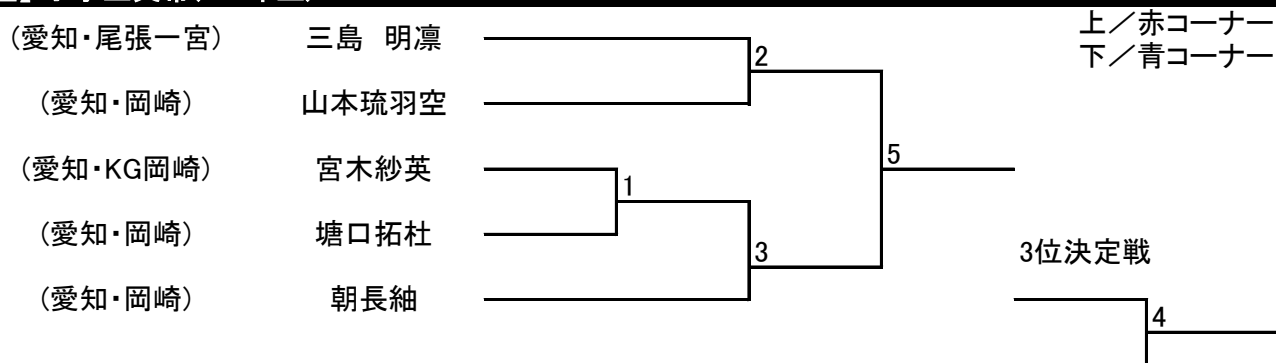 上／赤コーナー
下／青コーナー
(愛知・尾張一宮) 三島　明凛
2
(愛知・岡崎) 山本琉羽空
(愛知・KG岡崎) 宮木紗英
5
1
(愛知・岡崎) 塘口拓杜
3
3位決定戦
(愛知・岡崎) 朝長紬
4